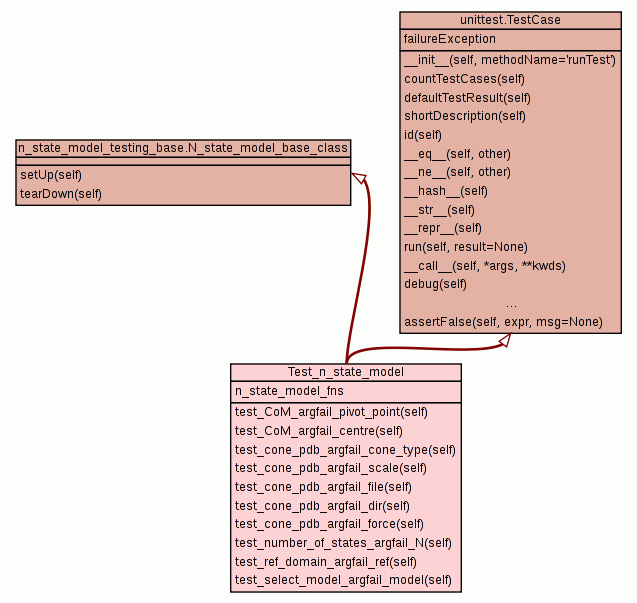 unittest.TestCase
failureException
__init__(self, methodName='runTest')
countTestCases(self)
defaultTestResult(self)
shortDescription(self)
id(self)
__eq__(self, other)
__ne__(self, other)
__hash__(self)
__str__(self)
__repr__(self)
run(self, result=None)
__call__(self, *args, **kwds)
debug(self)
...
assertFalse(self, expr, msg=None)
n_state_model_testing_base.N_state_model_base_class
setUp(self)
tearDown(self)
Test_n_state_model
n_state_model_fns
test_CoM_argfail_pivot_point(self)
test_CoM_argfail_centre(self)
test_cone_pdb_argfail_cone_type(self)
test_cone_pdb_argfail_scale(self)
test_cone_pdb_argfail_file(self)
test_cone_pdb_argfail_dir(self)
test_cone_pdb_argfail_force(self)
test_number_of_states_argfail_N(self)
test_ref_domain_argfail_ref(self)
test_select_model_argfail_model(self)